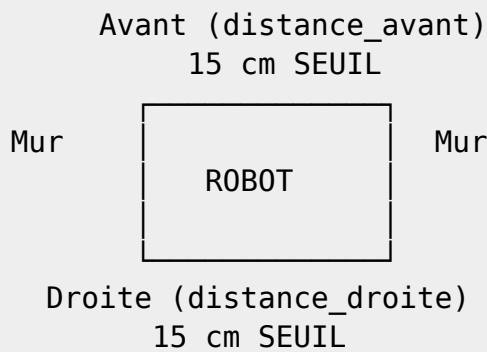 Avant (distance_avant)
15 cm SEUIL
Mur Mur
ROBOT
Droite (distance_droite)
15 cm SEUIL